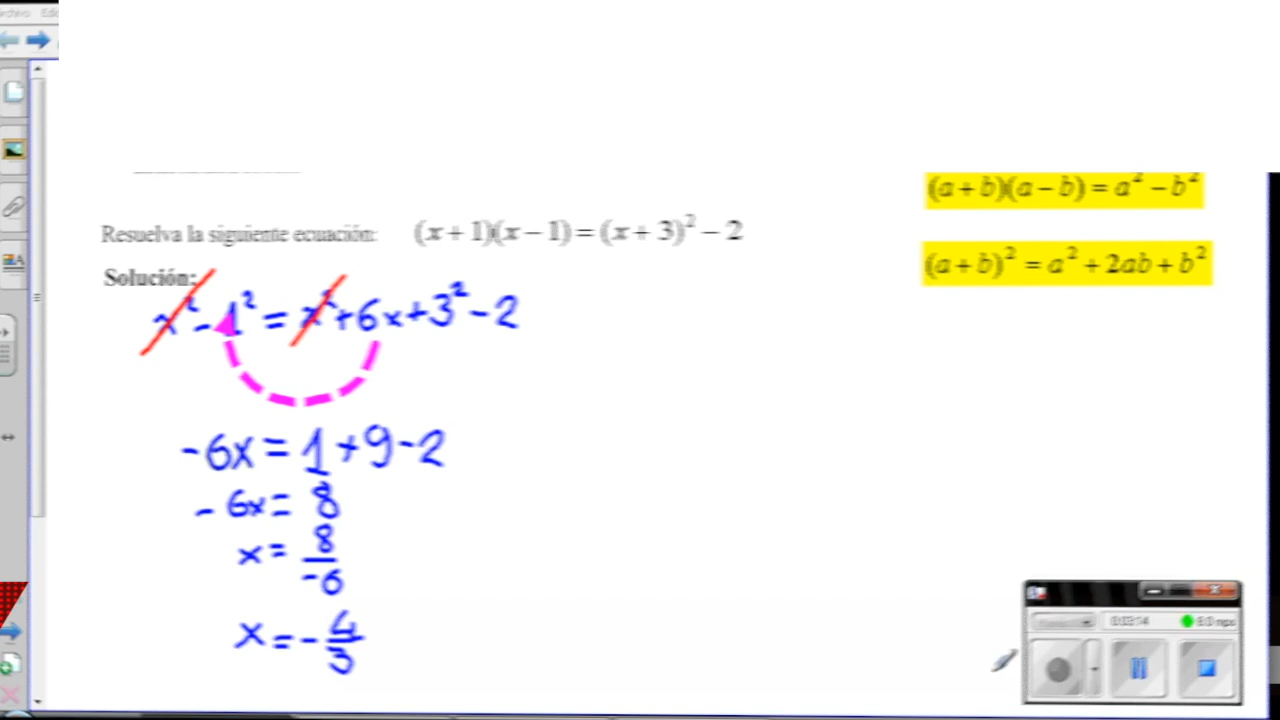 (a+b)(a−b) = a² − b²
Resuelva la siguiente ecuación: (x+1)(x−1) = (x+3)² − 2
(a+b)² = a² + 2ab + b²
Solución:
x² - 1² = x² + 6x + 3² - 2
-6x = 1 + 9 - 2
-6x = 8
x = 8/-6
x = - 4/3